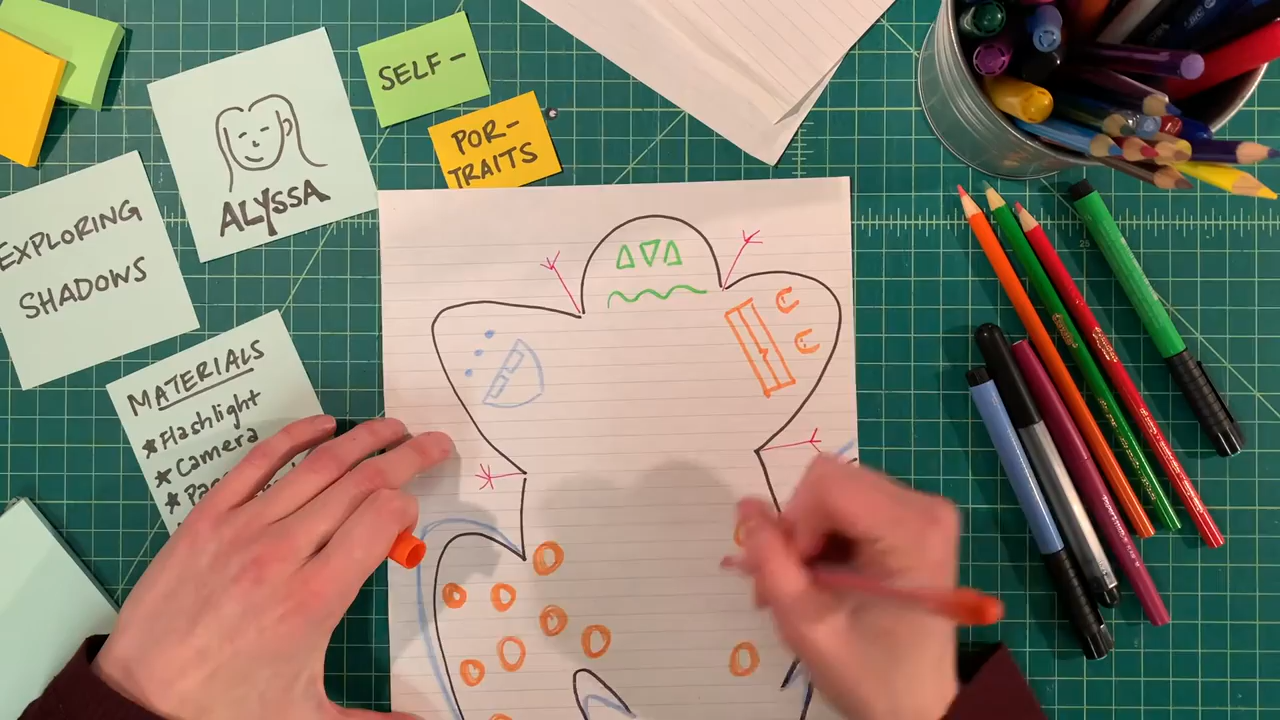 SELF-
POR-
TRAITS
ALYSSA
EXPLORING
SHADOWS
MATERIALS
★Flashlight
★Camera